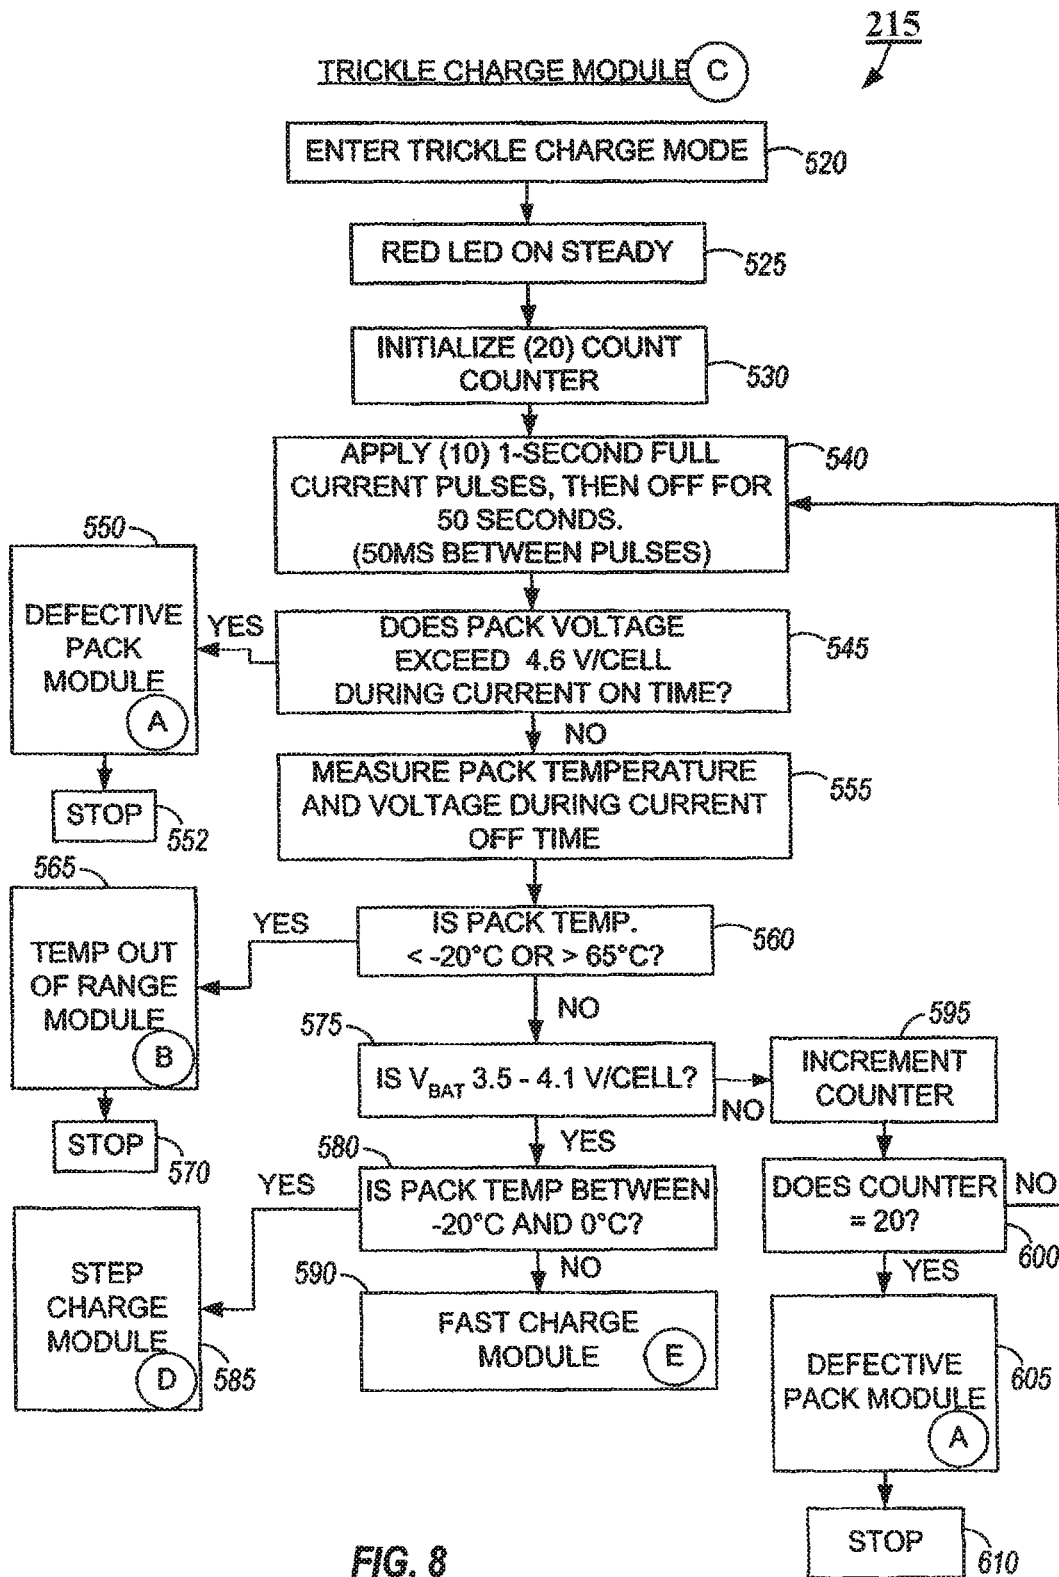 215
TRICKLE CHARGE MODULE C
ENTER TRICKLE CHARGE MODE
520
RED LED ON STEADY
525
INITIALIZE (20) COUNT
COUNTER
530
APPLY (10) 1-SECOND FULL
CURRENT PULSES, THEN OFF FOR
50 SECONDS.
(50MS BETWEEN PULSES)
540
550
DEFECTIVE
PACK
MODULE
A
YES
DOES PACK VOLTAGE
EXCEED 4.6 V/CELL
DURING CURRENT ON TIME?
545
NO
STOP
552
MEASURE PACK TEMPERATURE
AND VOLTAGE DURING CURRENT
OFF TIME
555
565
TEMP OUT
OF RANGE
MODULE
B
YES
IS PACK TEMP.
< -20°C OR > 65°C?
560
NO
STOP
570
575
IS VBAT 3.5 - 4.1 V/CELL?
NO
595
INCREMENT
COUNTER
YES
580
IS PACK TEMP BETWEEN
-20°C AND 0°C?
YES
STEP
CHARGE
MODULE
D
585
NO
590
FAST CHARGE
MODULE
E
DOES COUNTER
= 20?
NO
600
YES
DEFECTIVE
PACK MODULE
A
605
STOP
610
FIG. 8